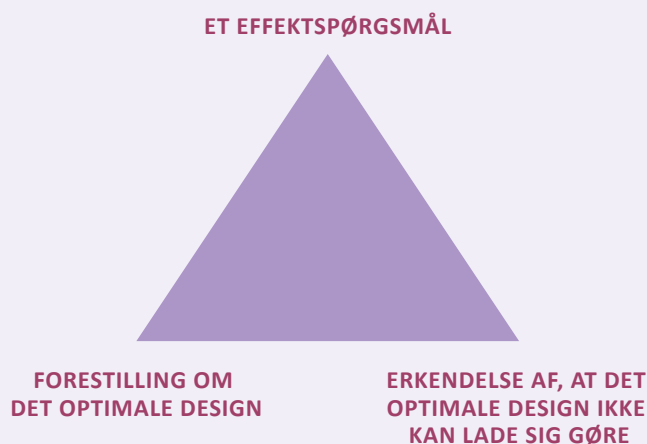 ET EFFEKTSPØRGSMÅL
FORESTILLING OM
DET OPTIMALE DESIGN
ERKENDELSE AF, AT DET
OPTIMALE DESIGN IKKE
KAN LADE SIG GØRE